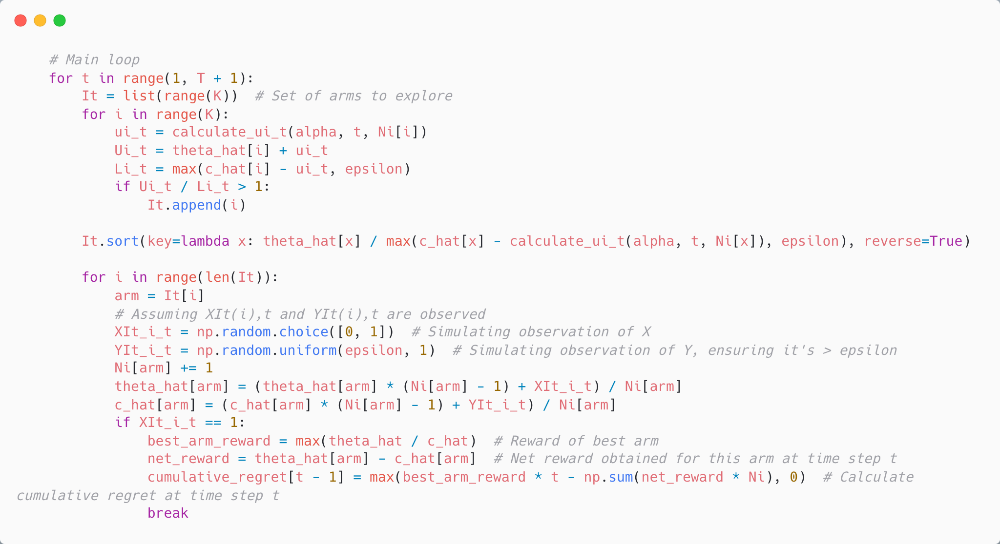 # Main loop
for t in range(1, T + 1):
    It = list(range(K))  # Set of arms to explore
    for i in range(K):
        ui_t = calculate_ui_t(alpha, t, Ni[i])
        Ui_t = theta_hat[i] + ui_t
        Li_t = max(c_hat[i] - ui_t, epsilon)
        if Ui_t / Li_t > 1:
            It.append(i)

    It.sort(key=lambda x: theta_hat[x] / max(c_hat[x] - calculate_ui_t(alpha, t, Ni[x]), epsilon), reverse=True)

    for i in range(len(It)):
        arm = It[i]
        # Assuming XIt(i),t and YIt(i),t are observed
        XIt_i_t = np.random.choice([0, 1])  # Simulating observation of X
        YIt_i_t = np.random.uniform(epsilon, 1)  # Simulating observation of Y, ensuring it's > epsilon
        Ni[arm] += 1
        theta_hat[arm] = (theta_hat[arm] * (Ni[arm] - 1) + XIt_i_t) / Ni[arm]
        c_hat[arm] = (c_hat[arm] * (Ni[arm] - 1) + YIt_i_t) / Ni[arm]
        if XIt_i_t == 1:
            best_arm_reward = max(theta_hat / c_hat)  # Reward of best arm
            net_reward = theta_hat[arm] - c_hat[arm]  # Net reward obtained for this arm at time step t
            cumulative_regret[t - 1] = max(best_arm_reward * t - np.sum(net_reward * Ni), 0)  # Calculate
cumulative regret at time step t
            break